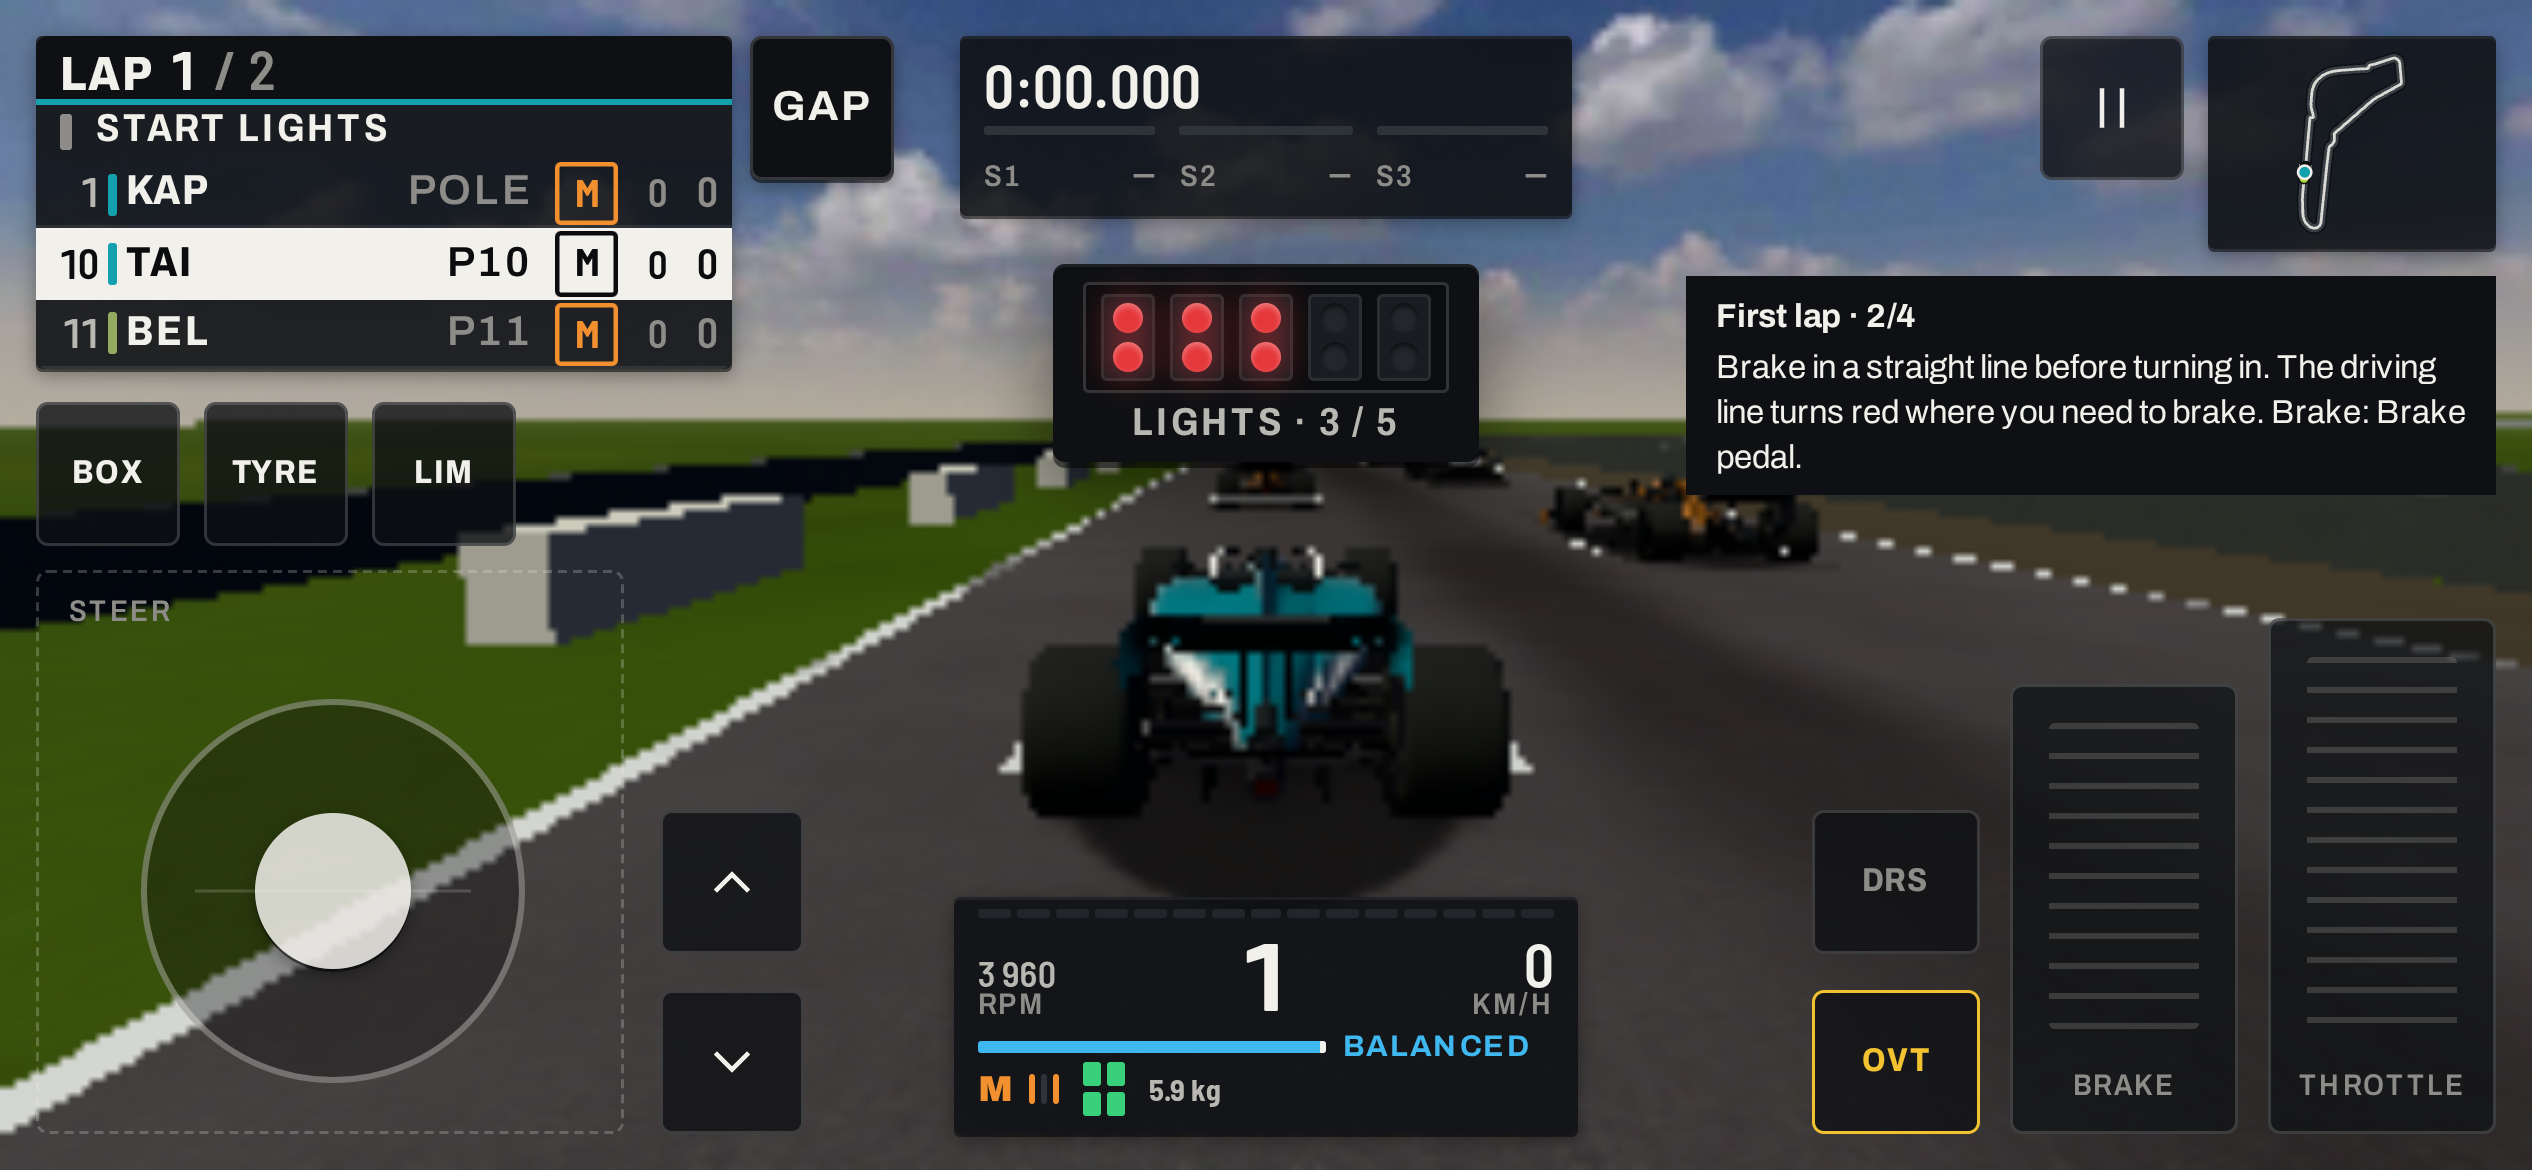 LAP 1 / 2
START LIGHTS
1 KAP POLE M 0 0
10 TAI P10 M 0 0
11 BEL P11 M 0 0
GAP
0:00.000
S1 – S2 – S3 –
LIGHTS · 3 / 5
First lap · 2/4
Brake in a straight line before turning in. The driving
line turns red where you need to brake. Brake: Brake
pedal.
BOX TYRE LIM
STEER
3 960
RPM
1
0
KM/H
BALANCED
M 5.9 kg
DRS
OVT
BRAKE
THROTTLE